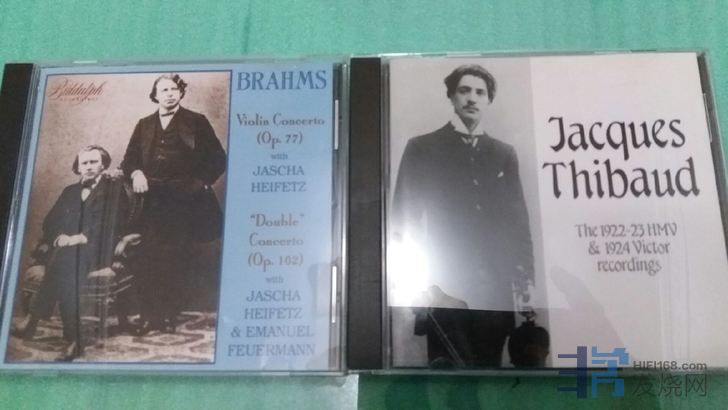 Biddulph
RECORDINGS
BRAHMS
Violin Concerto
(Op. 77)
with
JASCHA
HEIFETZ
"Double"
Concerto
(Op. 102)
with
JASCHA
HEIFETZ
& EMANUEL
FEUERMANN
Jacques
Thibaud
The 1922-23 HMV
& 1924 Victor
recordings
HIFI168.com
发烧网